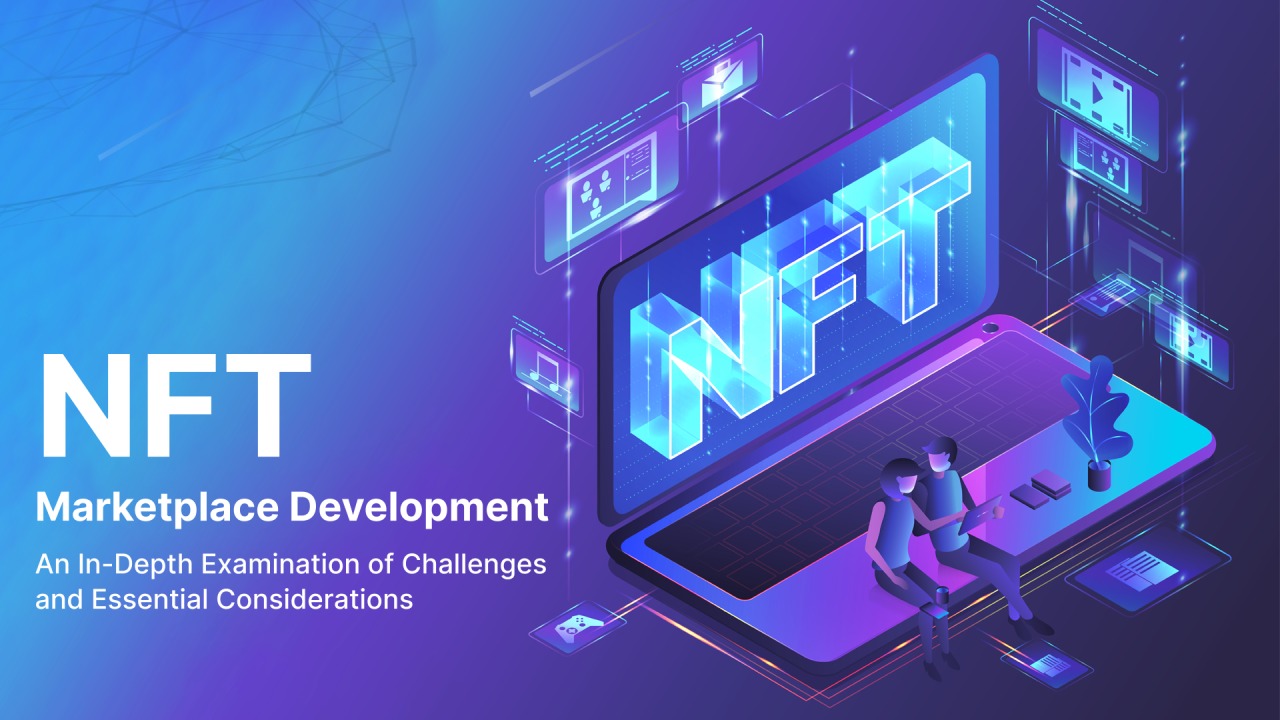 NFT
Marketplace Development
An In-Depth Examination of Challenges
and Essential Considerations
NFT